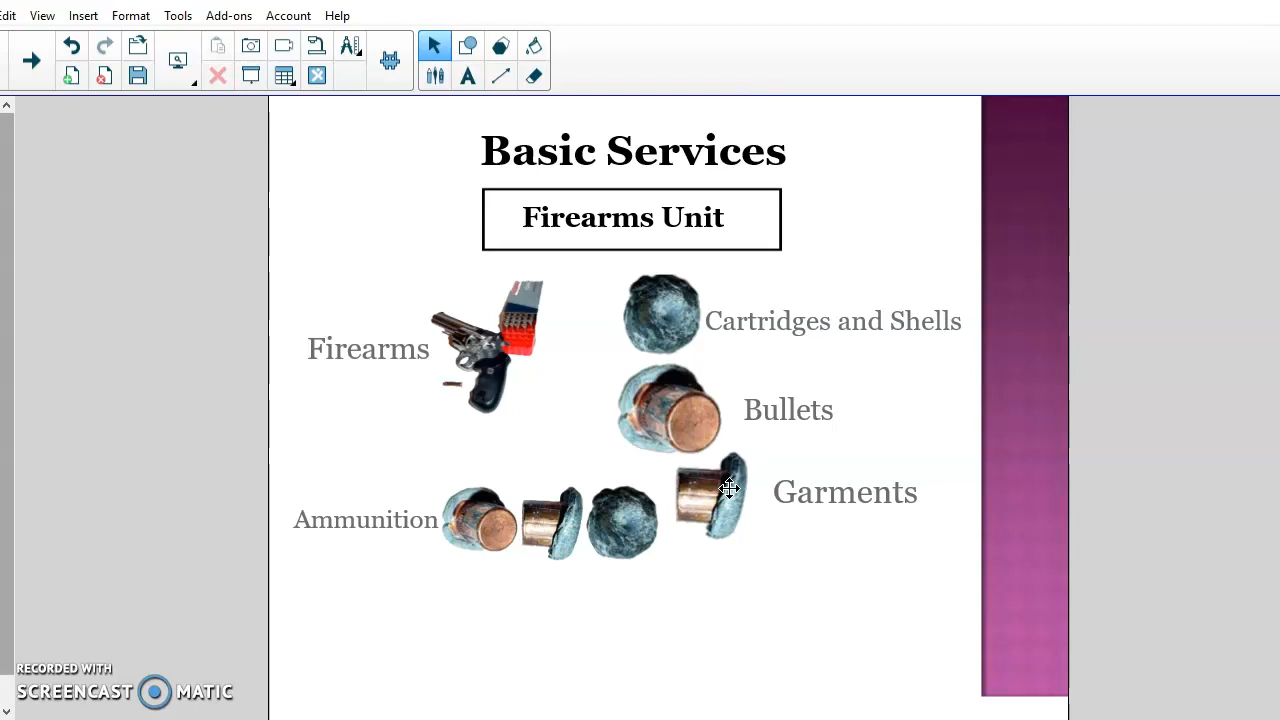 Edit View Insert Format Tools Add-ons Account Help
Basic Services
Firearms Unit
Cartridges and Shells
Firearms
Bullets
Garments
Ammunition
RECORDED WITH
SCREENCAST MATIC